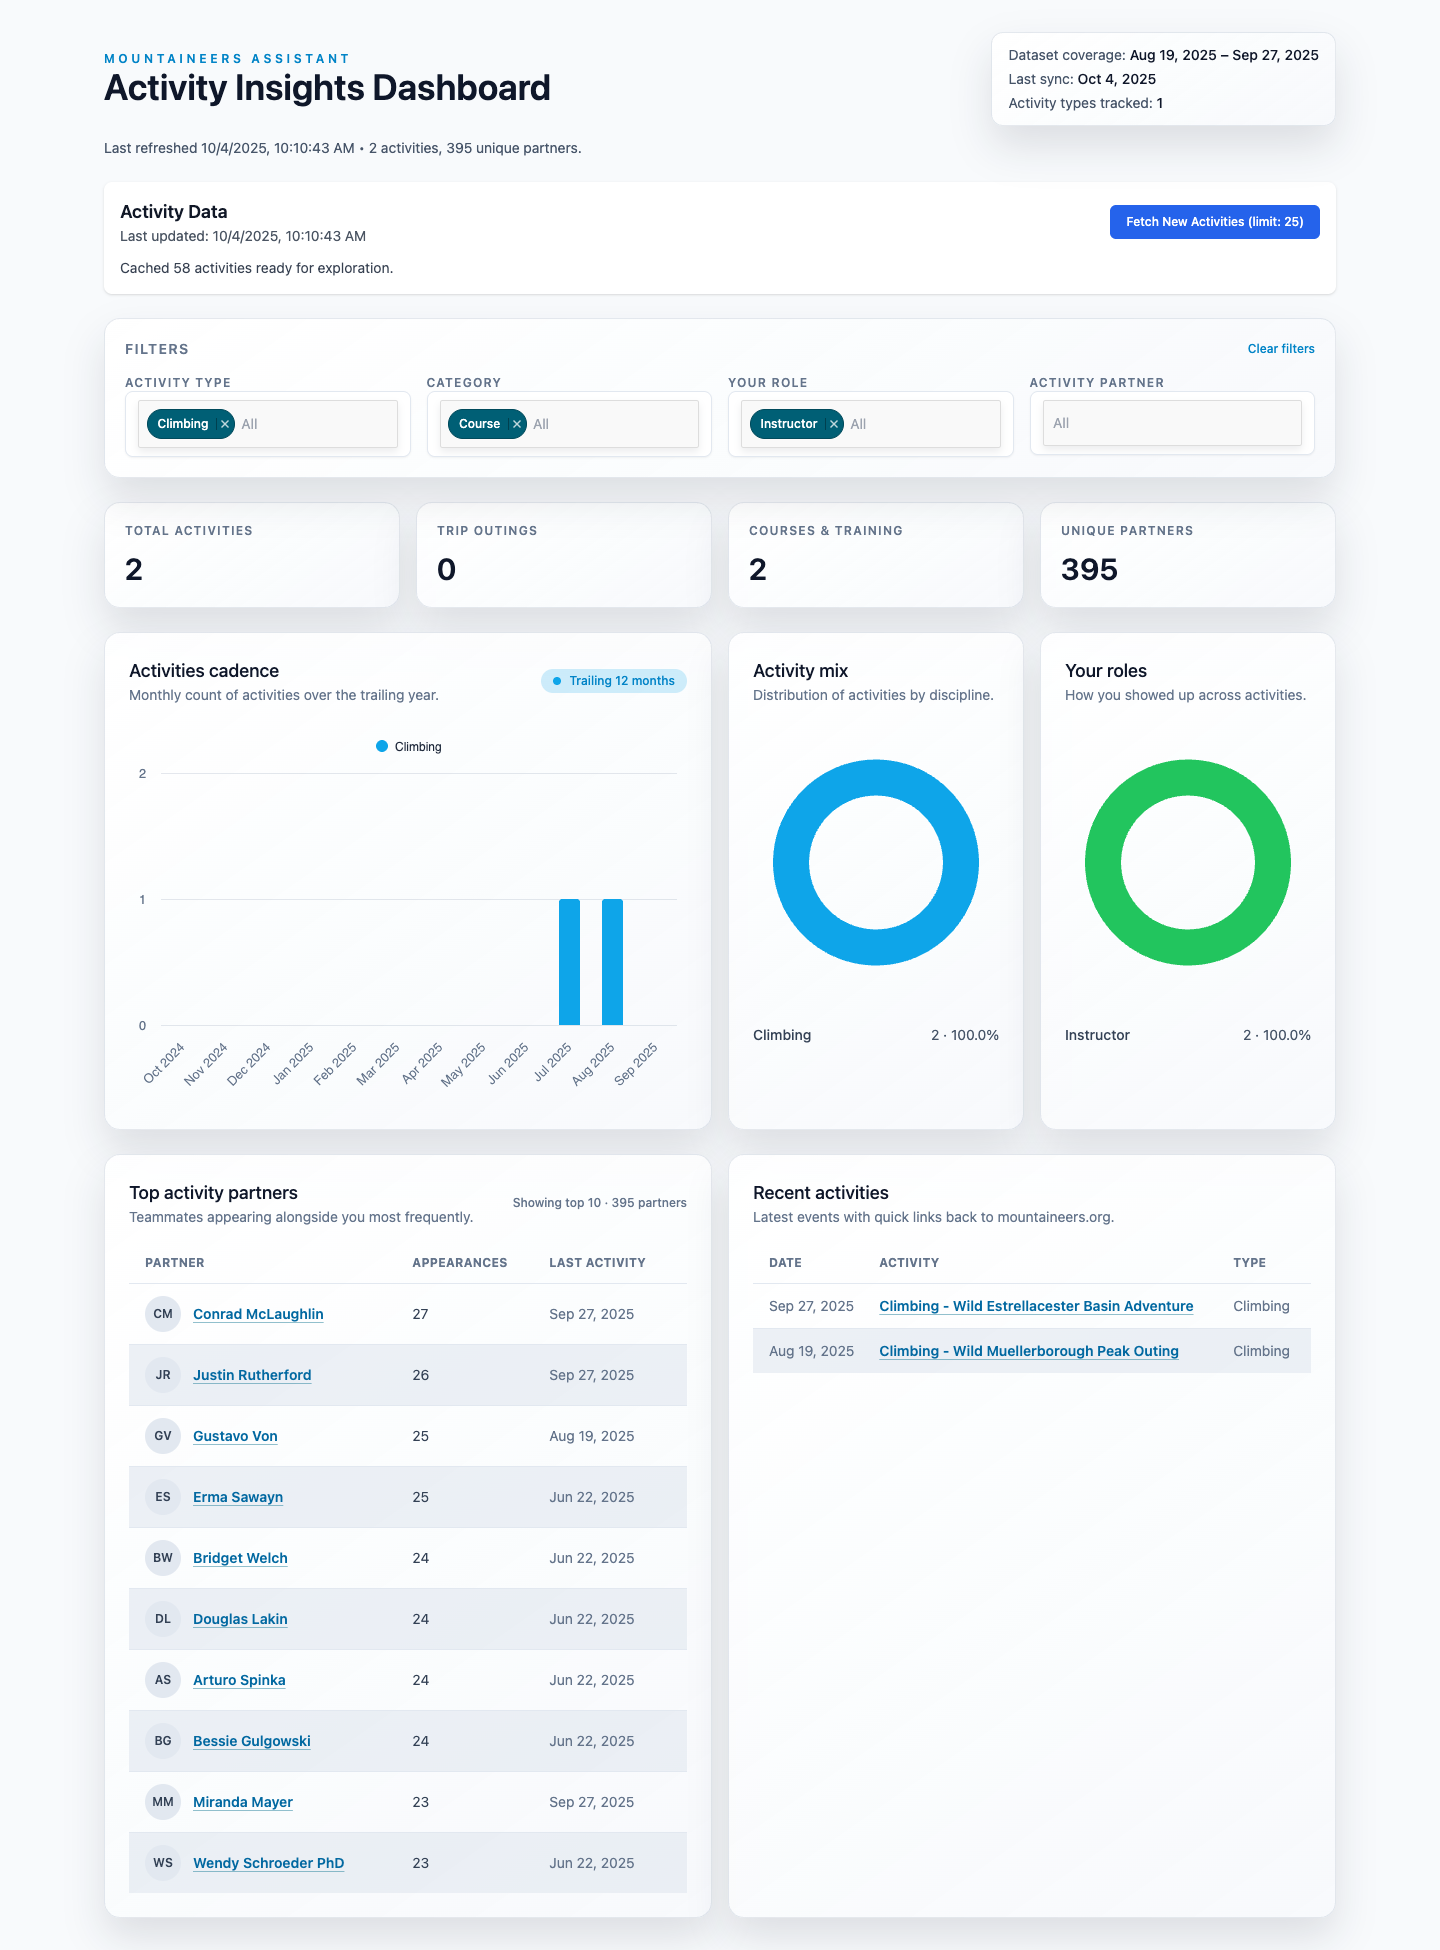 MOUNTAINEERS ASSISTANT
Activity Insights Dashboard
Dataset coverage: Aug 19, 2025 – Sep 27, 2025
Last sync: Oct 4, 2025
Activity types tracked: 1
Last refreshed 10/4/2025, 10:10:43 AM • 2 activities, 395 unique partners.
Activity Data
Last updated: 10/4/2025, 10:10:43 AM
Cached 58 activities ready for exploration.
Fetch New Activities (limit: 25)
FILTERS
Clear filters
ACTIVITY TYPE
Climbing × All
CATEGORY
Course × All
YOUR ROLE
Instructor × All
ACTIVITY PARTNER
All
TOTAL ACTIVITIES
2
TRIP OUTINGS
0
COURSES & TRAINING
2
UNIQUE PARTNERS
395
Activities cadence
Monthly count of activities over the trailing year.
Trailing 12 months
Climbing
2
1
0
Oct 2024
Nov 2024
Dec 2024
Jan 2025
Feb 2025
Mar 2025
Apr 2025
May 2025
Jun 2025
Jul 2025
Aug 2025
Sep 2025
Activity mix
Distribution of activities by discipline.
Climbing 2 · 100.0%
Your roles
How you showed up across activities.
Instructor 2 · 100.0%
Top activity partners
Teammates appearing alongside you most frequently.
Showing top 10 · 395 partners
PARTNER APPEARANCES LAST ACTIVITY
CM Conrad McLaughlin 27 Sep 27, 2025
JR Justin Rutherford 26 Sep 27, 2025
GV Gustavo Von 25 Aug 19, 2025
ES Erma Sawayn 25 Jun 22, 2025
BW Bridget Welch 24 Jun 22, 2025
DL Douglas Lakin 24 Jun 22, 2025
AS Arturo Spinka 24 Jun 22, 2025
BG Bessie Gulgowski 24 Jun 22, 2025
MM Miranda Mayer 23 Sep 27, 2025
WS Wendy Schroeder PhD 23 Jun 22, 2025
Recent activities
Latest events with quick links back to mountaineers.org.
DATE ACTIVITY TYPE
Sep 27, 2025 Climbing - Wild Estrellacester Basin Adventure Climbing
Aug 19, 2025 Climbing - Wild Muellerborough Peak Outing Climbing